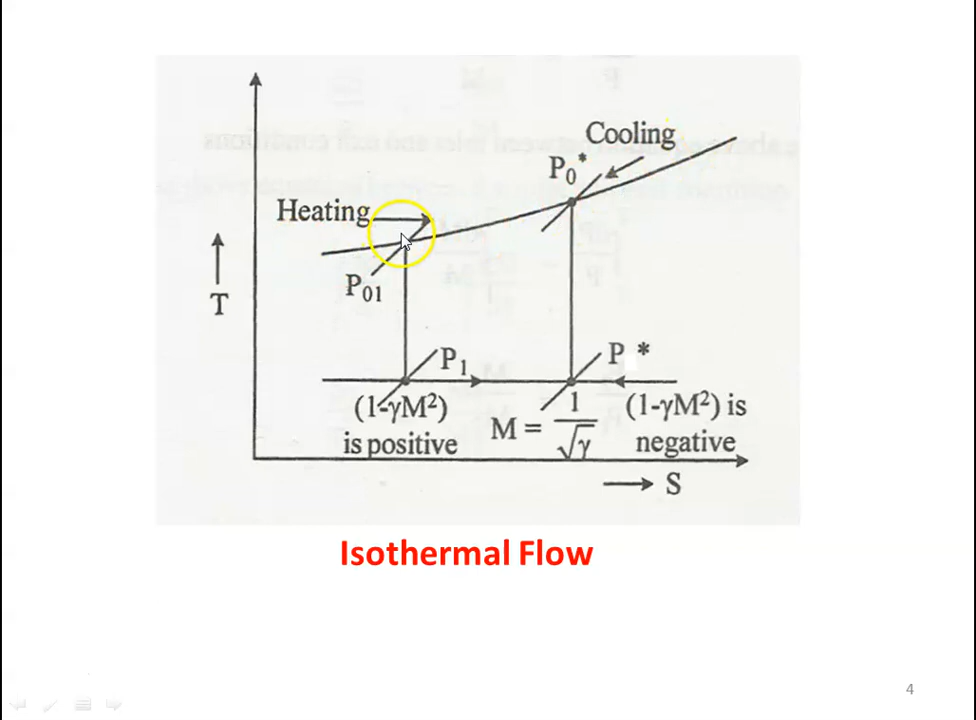 Cooling
P₀*
Heating
P₀₁
T
P₁
P *
(1-γM²)
is positive
M = 1/√γ
(1-γM²) is
negative
S
Isothermal Flow
4